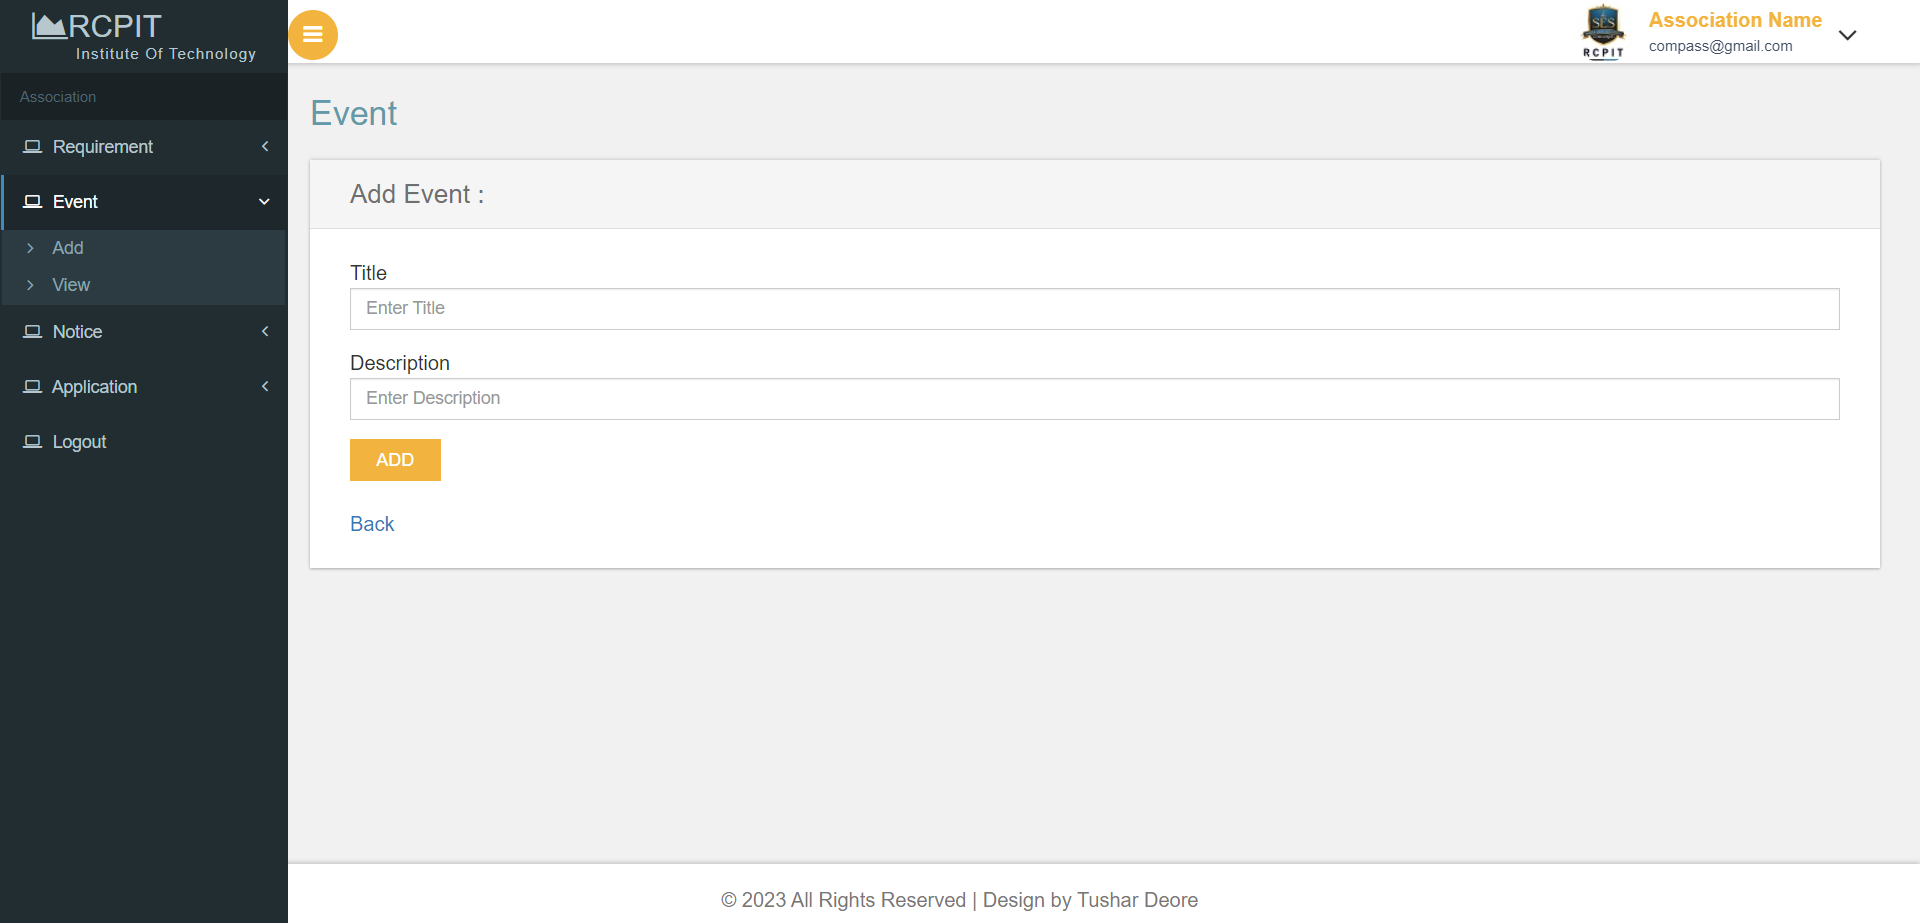 RCPIT
Institute Of Technology
Association
Requirement
Event
Add
View
Notice
Application
Logout
SES
RCPIT
Association Name
compass@gmail.com
Event
Add Event :
Title
Enter Title
Description
Enter Description
ADD
Back
© 2023 All Rights Reserved | Design by Tushar Deore